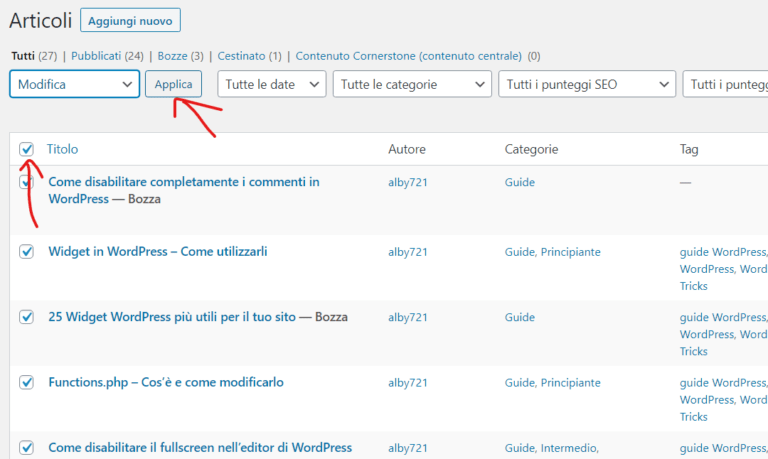 Articoli Aggiungi nuovo
Tutti (27) | Pubblicati (24) | Bozze (3) | Cestinato (1) | Contenuto Cornerstone (contenuto centrale) (0)
Modifica Applica Tutte le date Tutte le categorie Tutti i punteggi SEO Tutti i punteg
Titolo Autore Categorie Tag
Come disabilitare completamente i commenti in alby721 Guide —
WordPress — Bozza
Widget in WordPress – Come utilizzarli alby721 Guide, Principiante guide WordPress,
WordPress, Word
Tricks
25 Widget WordPress più utili per il tuo sito — Bozza alby721 Guide guide WordPress,
WordPress, Word
Tricks
Functions.php – Cos'è e come modificarlo alby721 Guide, Principiante guide WordPress,
WordPress, Word
Tricks
Come disabilitare il fullscreen nell'editor di WordPress alby721 Guide, Intermedio, guide WordPress,